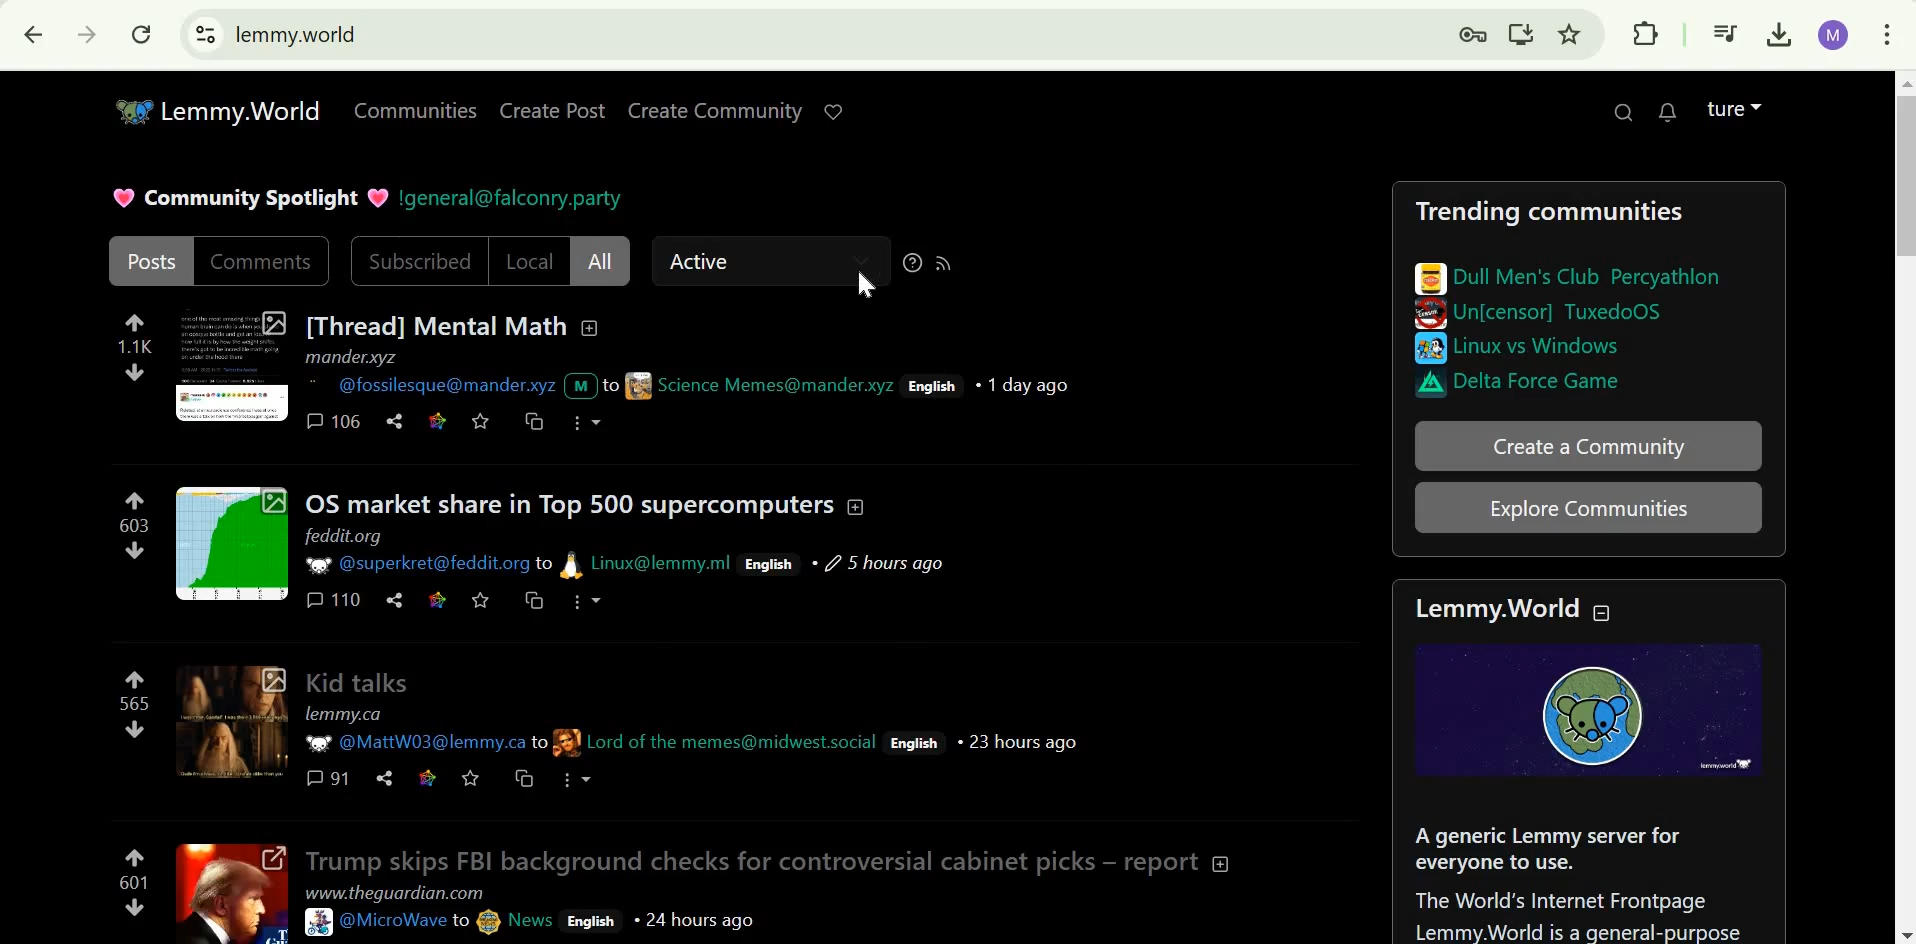 lemmy.world
M
Lemmy.World Communities Create Post Create Community
ture
Community Spotlight !general@falconry.party
Posts Comments Subscribed Local All Active
1.1K
[Thread] Mental Math
mander.xyz
@fossilesque@mander.xyz M to Science Memes@mander.xyz English • 1 day ago
106
603
OS market share in Top 500 supercomputers
feddit.org
@superkret@feddit.org to Linux@lemmy.ml English • 5 hours ago
110
565
Kid talks
lemmy.ca
@MattW03@lemmy.ca to Lord of the memes@midwest.social English • 23 hours ago
91
601
Trump skips FBI background checks for controversial cabinet picks – report
www.theguardian.com
@MicroWave to News English • 24 hours ago
Trending communities
Dull Men's Club Percyathlon
Un[censor] TuxedoOS
Linux vs Windows
Delta Force Game
Create a Community
Explore Communities
Lemmy.World
lemmy.world
A generic Lemmy server for
everyone to use.
The World's Internet Frontpage
Lemmy.World is a general-purpose